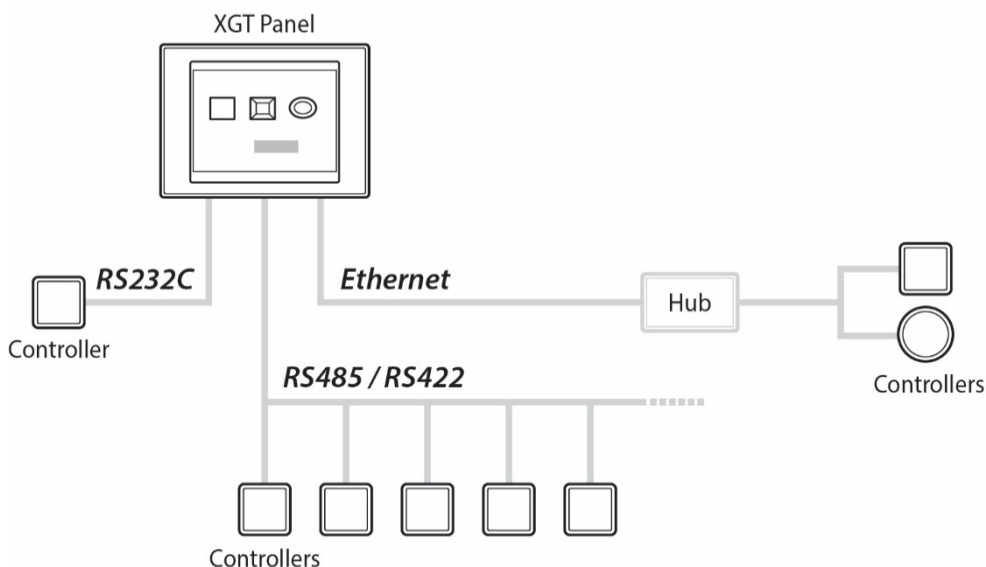 XGT Panel
RS232C
Ethernet
Hub
Controller
Controllers
RS485 / RS422
Controllers